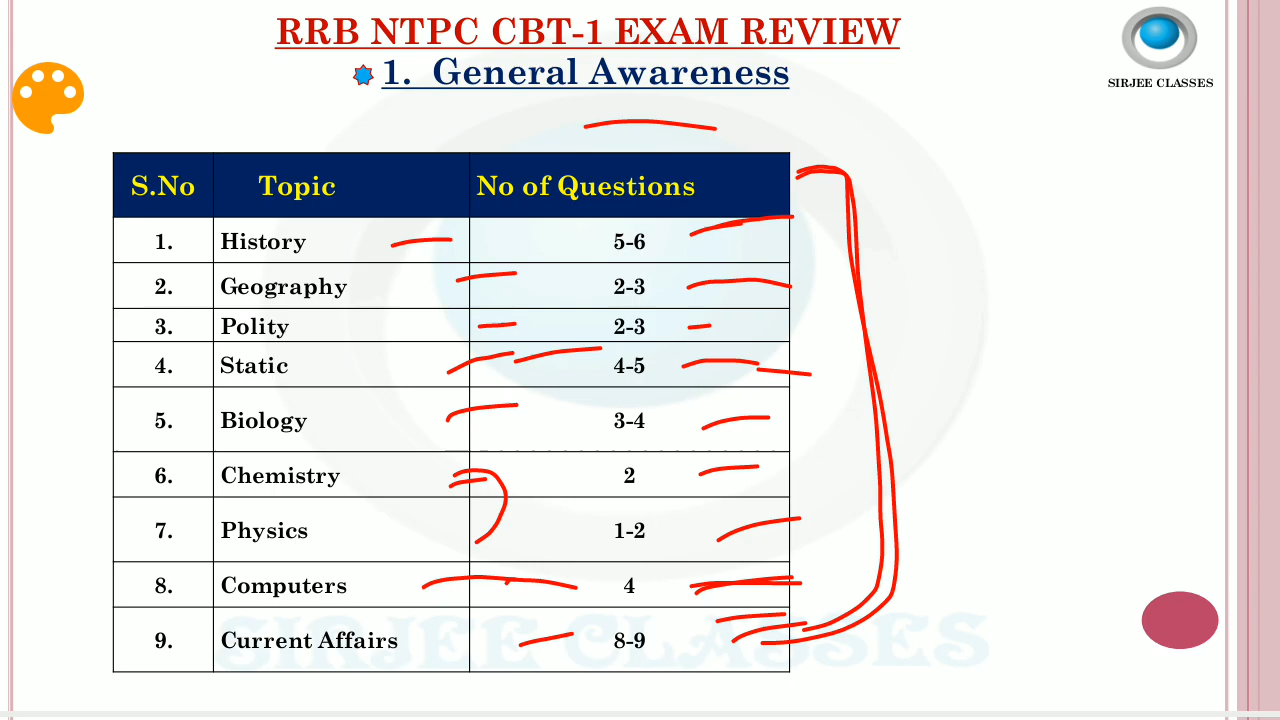 RRB NTPC CBT-1 EXAM REVIEW
1. General Awareness
SIRJEE CLASSES
S.No Topic No of Questions
1. History 5-6
2. Geography 2-3
3. Polity 2-3
4. Static 4-5
5. Biology 3-4
6. Chemistry 2
7. Physics 1-2
8. Computers 4
9. Current Affairs 8-9
SIRJEE CLASSES